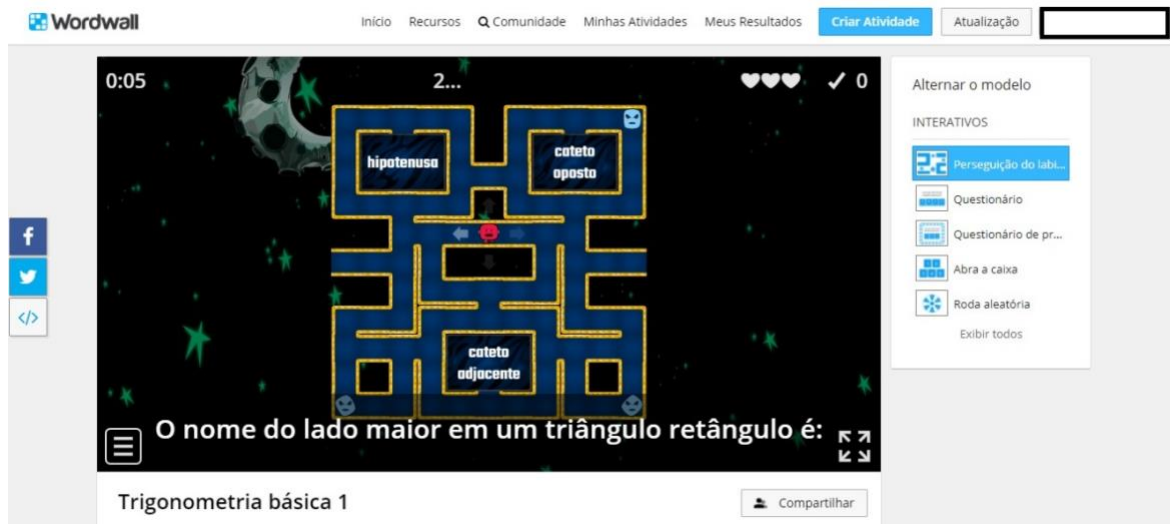 Wordwall
Início Recursos Comunidade Minhas Atividades Meus Resultados Criar Atividade Atualização
0:05 2... 0
hipotenusa
cateto
oposto
cateto
adjacente
O nome do lado maior em um triângulo retângulo é:
Trigonometria básica 1
Compartilhar
Alternar o modelo
INTERATIVOS
Perseguição do labi...
Questionário
Questionário de pr...
Abra a caixa
Roda aleatória
Exibir todos
f
</>